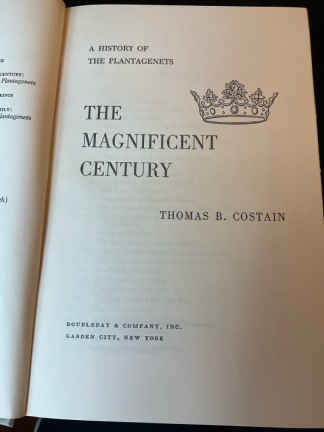 A HISTORY OF
THE PLANTAGENETS
THE
MAGNIFICENT
CENTURY
THOMAS B. COSTAIN
DOUBLEDAY & COMPANY, INC.
GARDEN CITY, NEW YORK